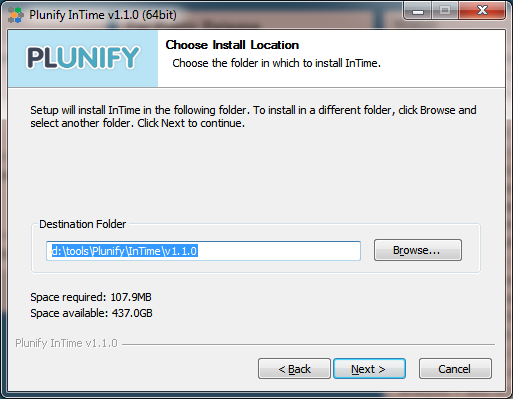 Plunify InTime v1.1.0 (64bit)
PLUNIFY
Choose Install Location
Choose the folder in which to install InTime.
Setup will install InTime in the following folder. To install in a different folder, click Browse and
select another folder. Click Next to continue.
Destination Folder
d:\tools\Plunify\InTime\v1.1.0
Browse...
Space required: 107.9MB
Space available: 437.0GB
Plunify InTime v1.1.0
< Back
Next >
Cancel